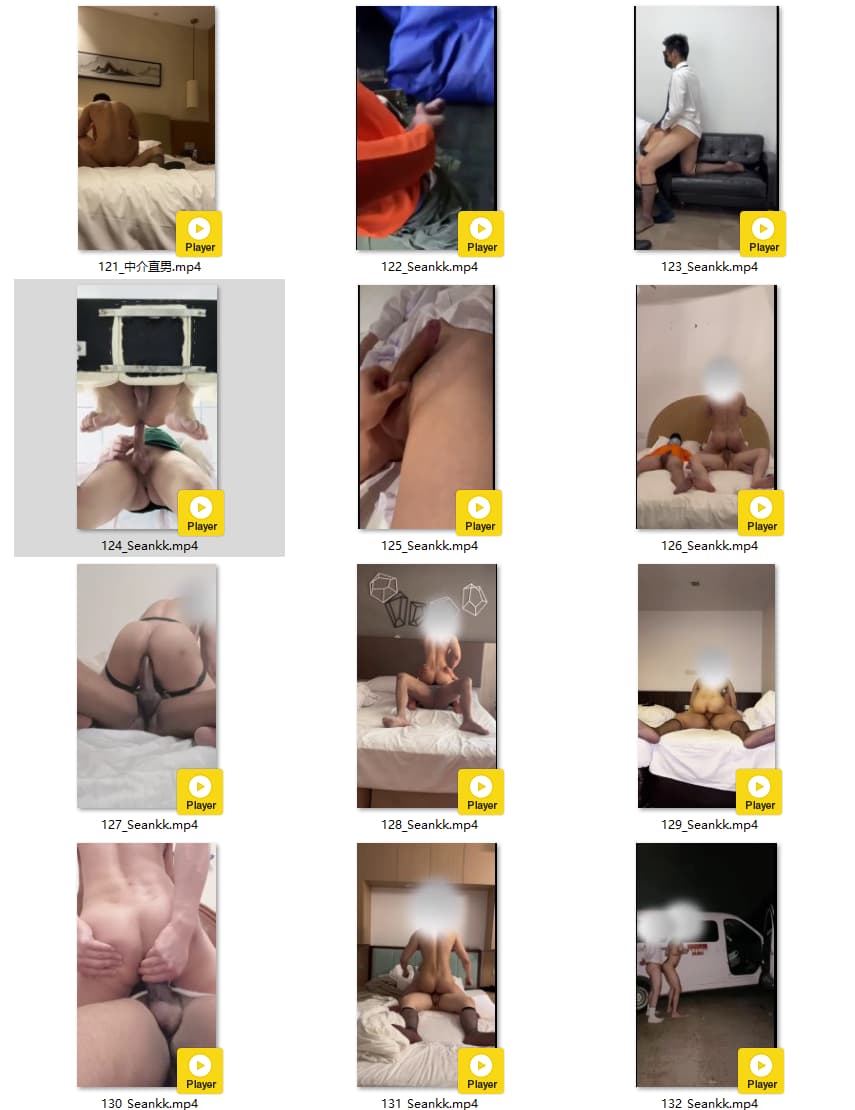 Player
Player
Player
121_中介直男.mp4
122_Seankk.mp4
123_Seankk.mp4
Player
Player
Player
124_Seankk.mp4
125_Seankk.mp4
126_Seankk.mp4
Player
Player
Player
127_Seankk.mp4
128_Seankk.mp4
129_Seankk.mp4
Player
Player
Player
130_Seankk.mp4
131_Seankk.mp4
132_Seankk.mp4